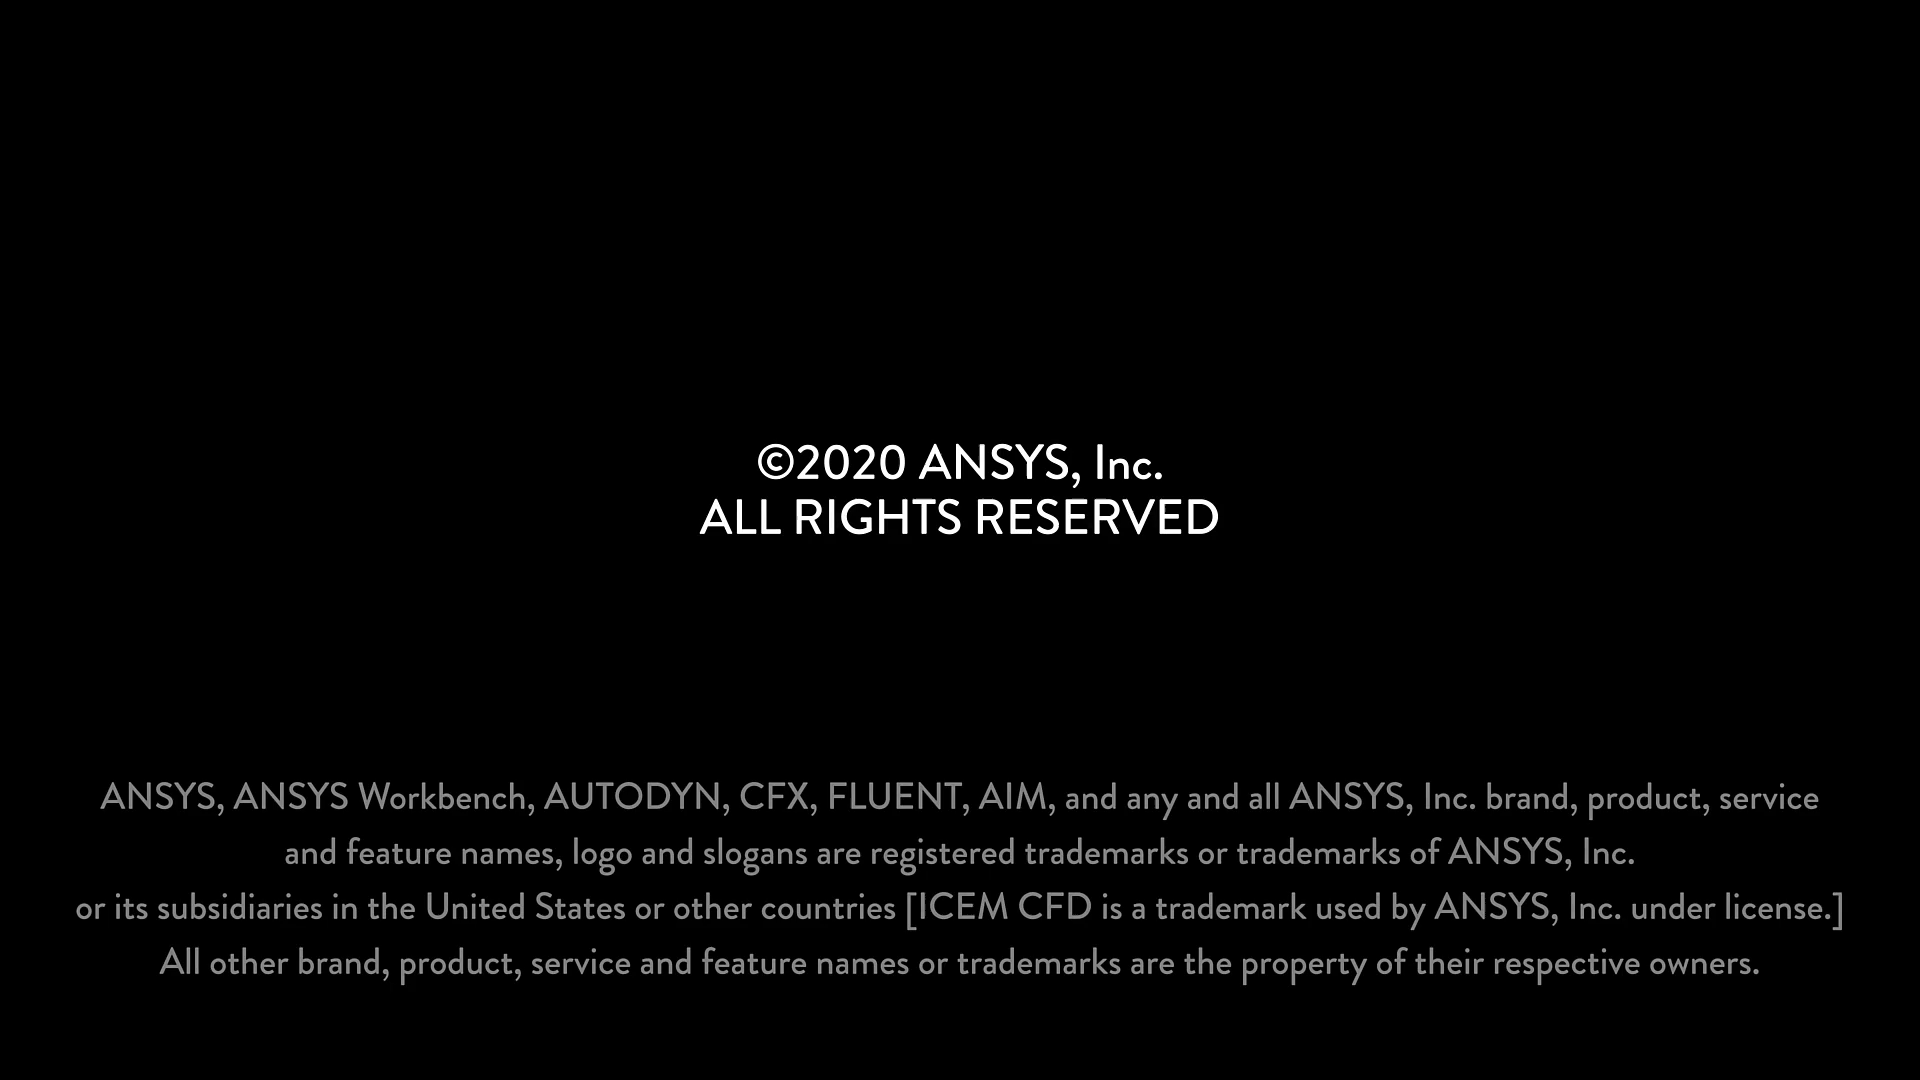 ©2020 ANSYS, Inc.
ALL RIGHTS RESERVED
ANSYS, ANSYS Workbench, AUTODYN, CFX, FLUENT, AIM, and any and all ANSYS, Inc. brand, product, service
and feature names, logo and slogans are registered trademarks or trademarks of ANSYS, Inc.
or its subsidiaries in the United States or other countries [ICEM CFD is a trademark used by ANSYS, Inc. under license.]
All other brand, product, service and feature names or trademarks are the property of their respective owners.